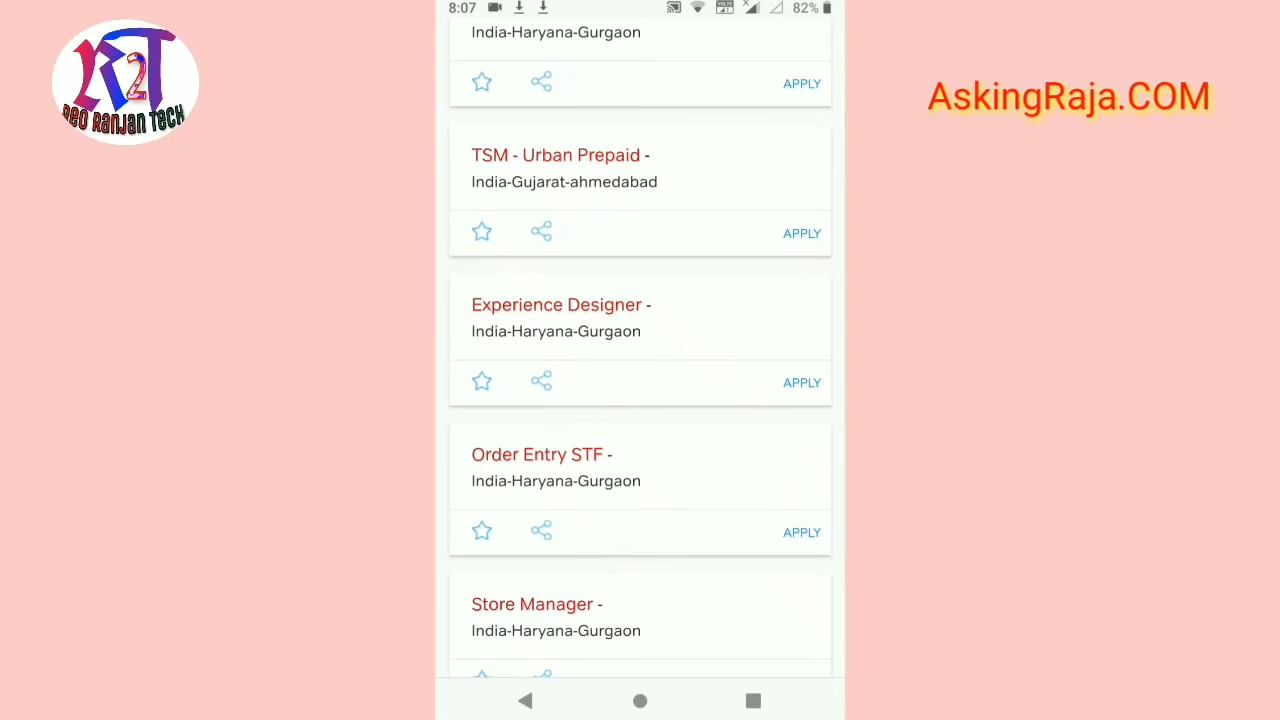 8:07
82%
India-Haryana-Gurgaon
APPLY
TSM - Urban Prepaid -
India-Gujarat-ahmedabad
APPLY
Experience Designer -
India-Haryana-Gurgaon
APPLY
Order Entry STF -
India-Haryana-Gurgaon
APPLY
Store Manager -
India-Haryana-Gurgaon
R2T
REO RANJAN TECH
AskingRaja.COM